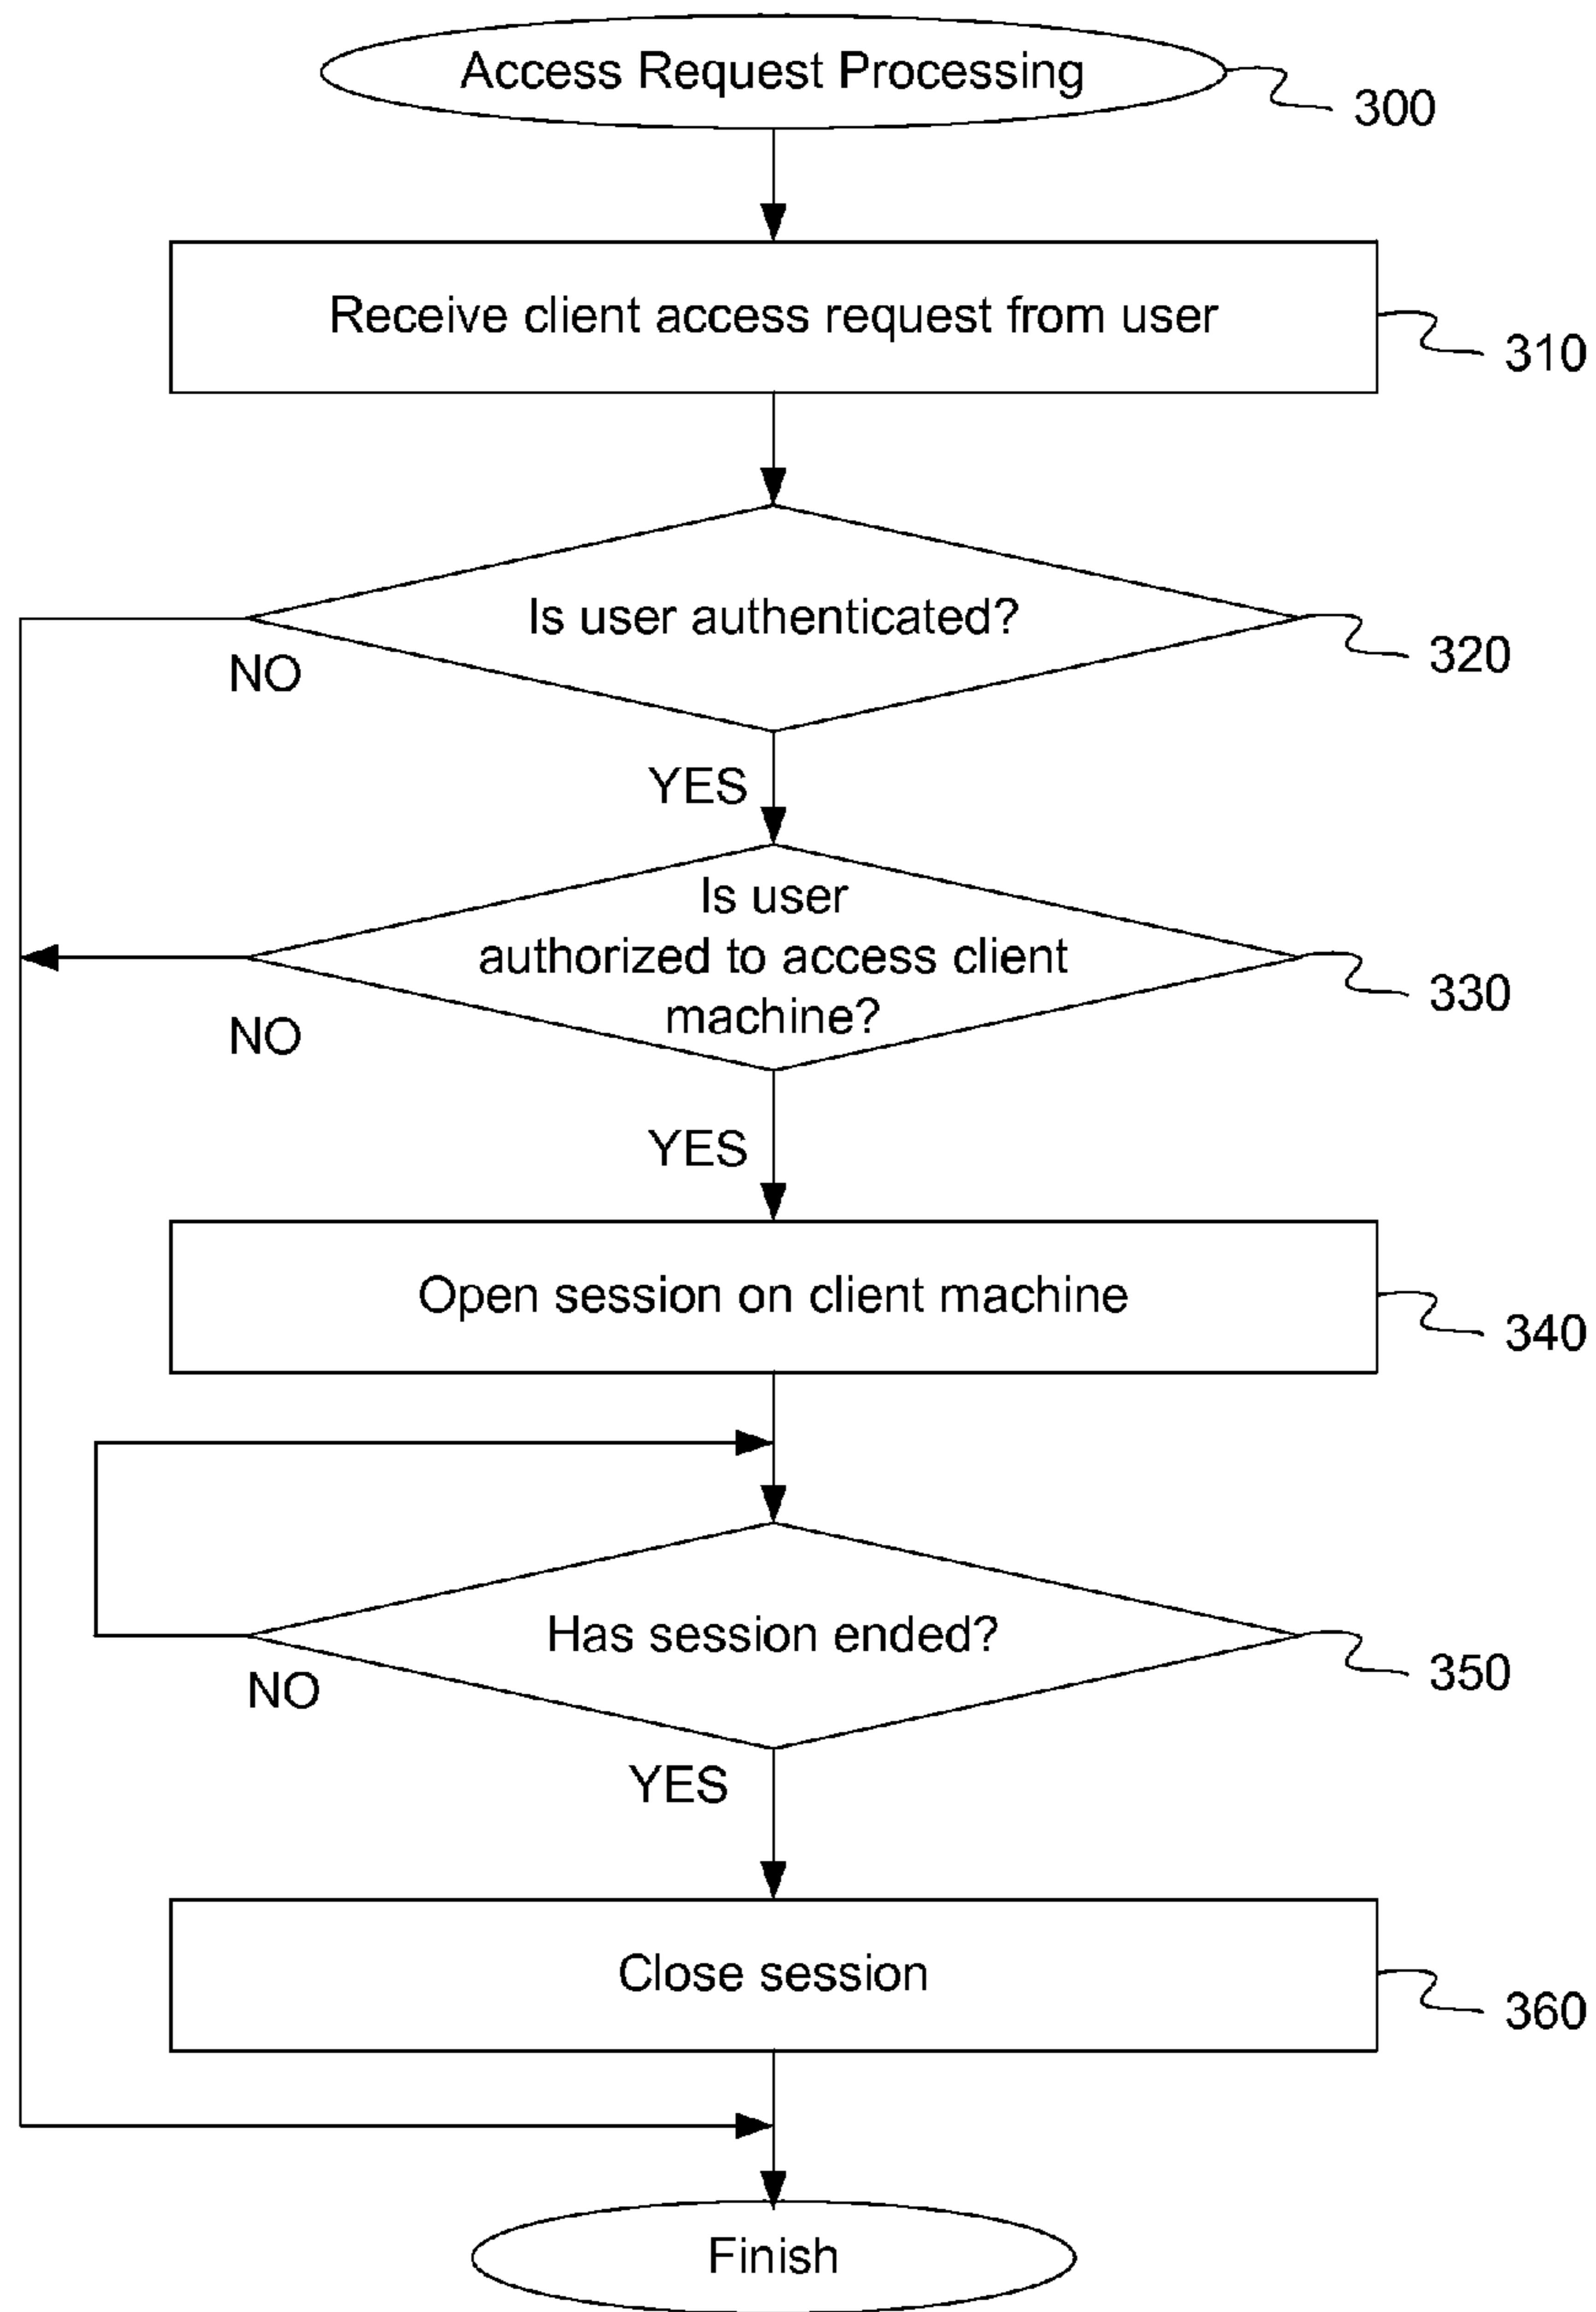 Access Request Processing
300
Receive client access request from user
310
Is user authenticated?
320
NO
YES
Is user
authorized to access client
machine?
330
NO
YES
Open session on client machine
340
Has session ended?
350
NO
YES
Close session
360
Finish